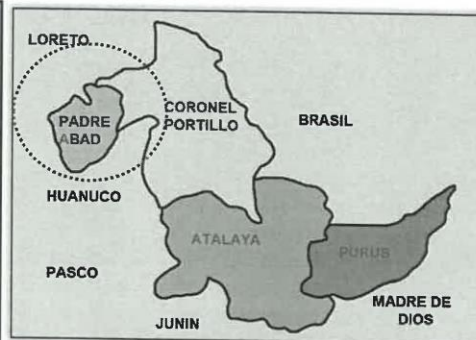 LORETO
PADRE
ABAD
CORONEL
PORTILLO
BRASIL
HUANUCO
ATALAYA
PURUS
PASCO
MADRE DE
DIOS
JUNIN